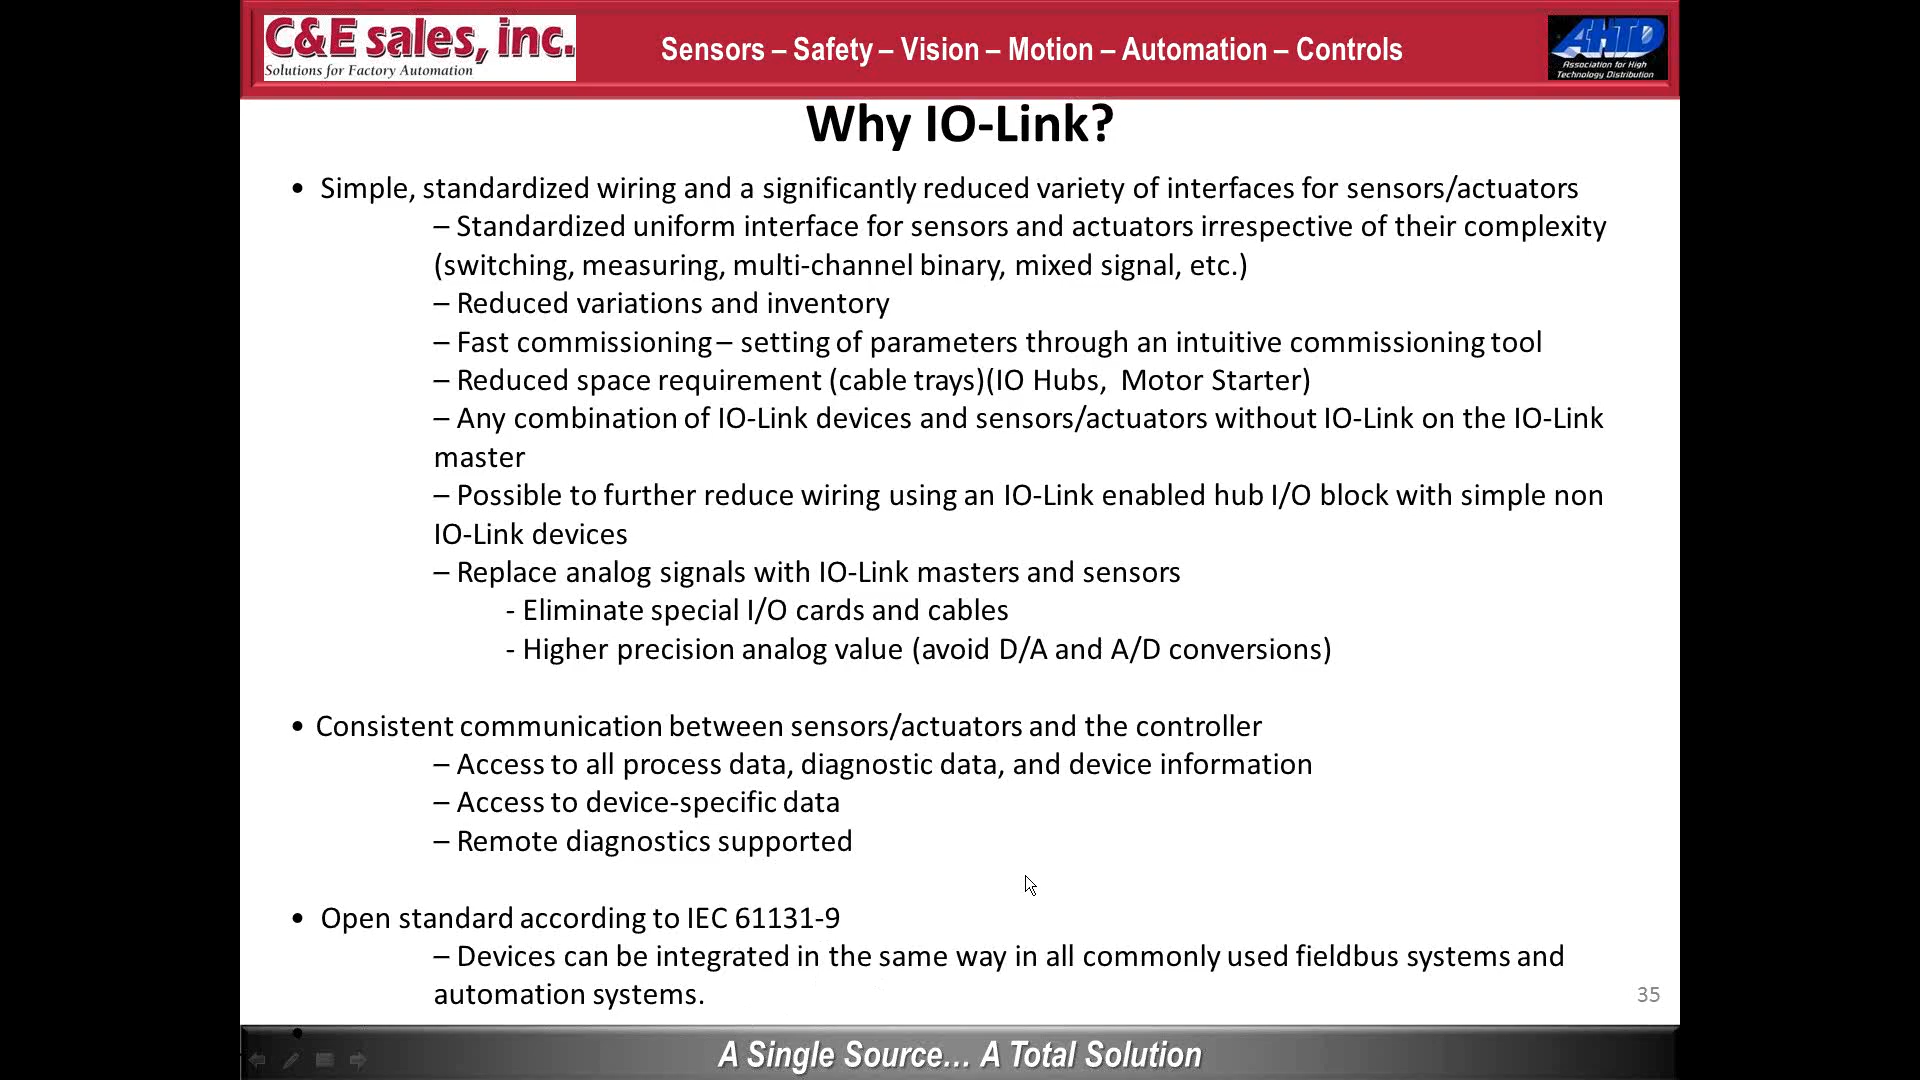 C&E sales, inc.
Solutions for Factory Automation
Sensors – Safety – Vision – Motion – Automation – Controls
AHTD
Association for High
Technology Distribution
Why IO-Link?
• Simple, standardized wiring and a significantly reduced variety of interfaces for sensors/actuators
– Standardized uniform interface for sensors and actuators irrespective of their complexity
(switching, measuring, multi-channel binary, mixed signal, etc.)
– Reduced variations and inventory
– Fast commissioning – setting of parameters through an intuitive commissioning tool
– Reduced space requirement (cable trays)(IO Hubs, Motor Starter)
– Any combination of IO-Link devices and sensors/actuators without IO-Link on the IO-Link
master
– Possible to further reduce wiring using an IO-Link enabled hub I/O block with simple non
IO-Link devices
– Replace analog signals with IO-Link masters and sensors
- Eliminate special I/O cards and cables
- Higher precision analog value (avoid D/A and A/D conversions)
• Consistent communication between sensors/actuators and the controller
– Access to all process data, diagnostic data, and device information
– Access to device-specific data
– Remote diagnostics supported
• Open standard according to IEC 61131-9
– Devices can be integrated in the same way in all commonly used fieldbus systems and
automation systems.
35
A Single Source... A Total Solution